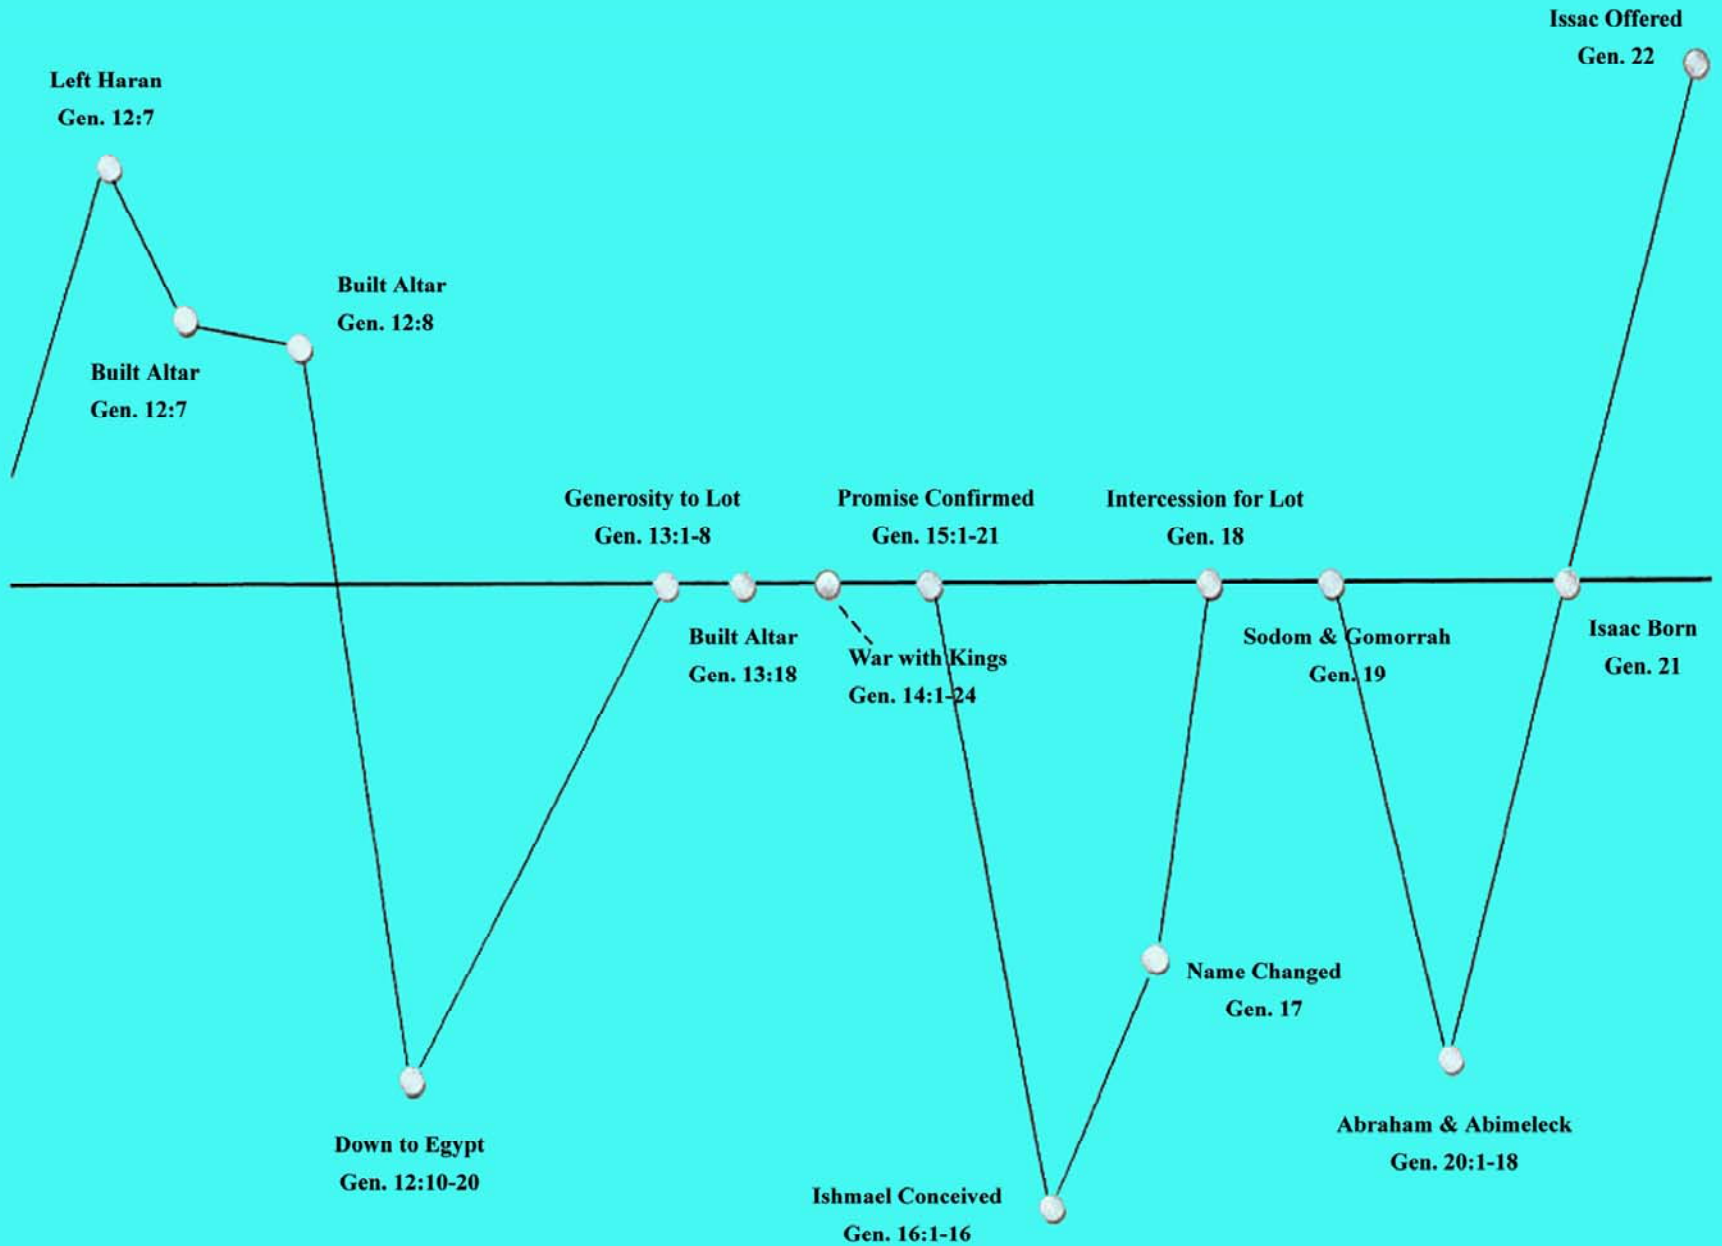 Issac Offered
Gen. 22
Left Haran
Gen. 12:7
Built Altar
Gen. 12:8
Built Altar
Gen. 12:7
Generosity to Lot
Gen. 13:1-8
Promise Confirmed
Gen. 15:1-21
Intercession for Lot
Gen. 18
Built Altar
Gen. 13:18
War with Kings
Gen. 14:1-24
Sodom & Gomorrah
Gen. 19
Isaac Born
Gen. 21
Name Changed
Gen. 17
Down to Egypt
Gen. 12:10-20
Abraham & Abimeleck
Gen. 20:1-18
Ishmael Conceived
Gen. 16:1-16